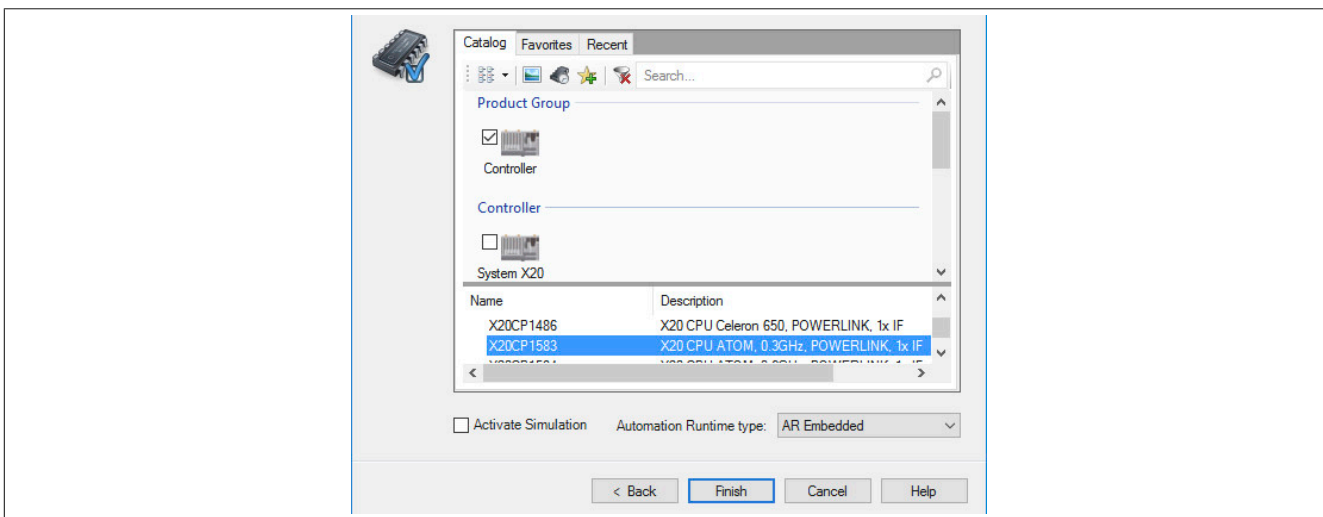 Catalog Favorites Recent
Search...
Product Group
Controller
Controller
System X20
Name Description
X20CP1486 X20 CPU Celeron 650, POWERLINK, 1x IF
X20CP1583 X20 CPU ATOM, 0.3GHz, POWERLINK, 1x IF
Activate Simulation Automation Runtime type: AR Embedded
< Back Finish Cancel Help